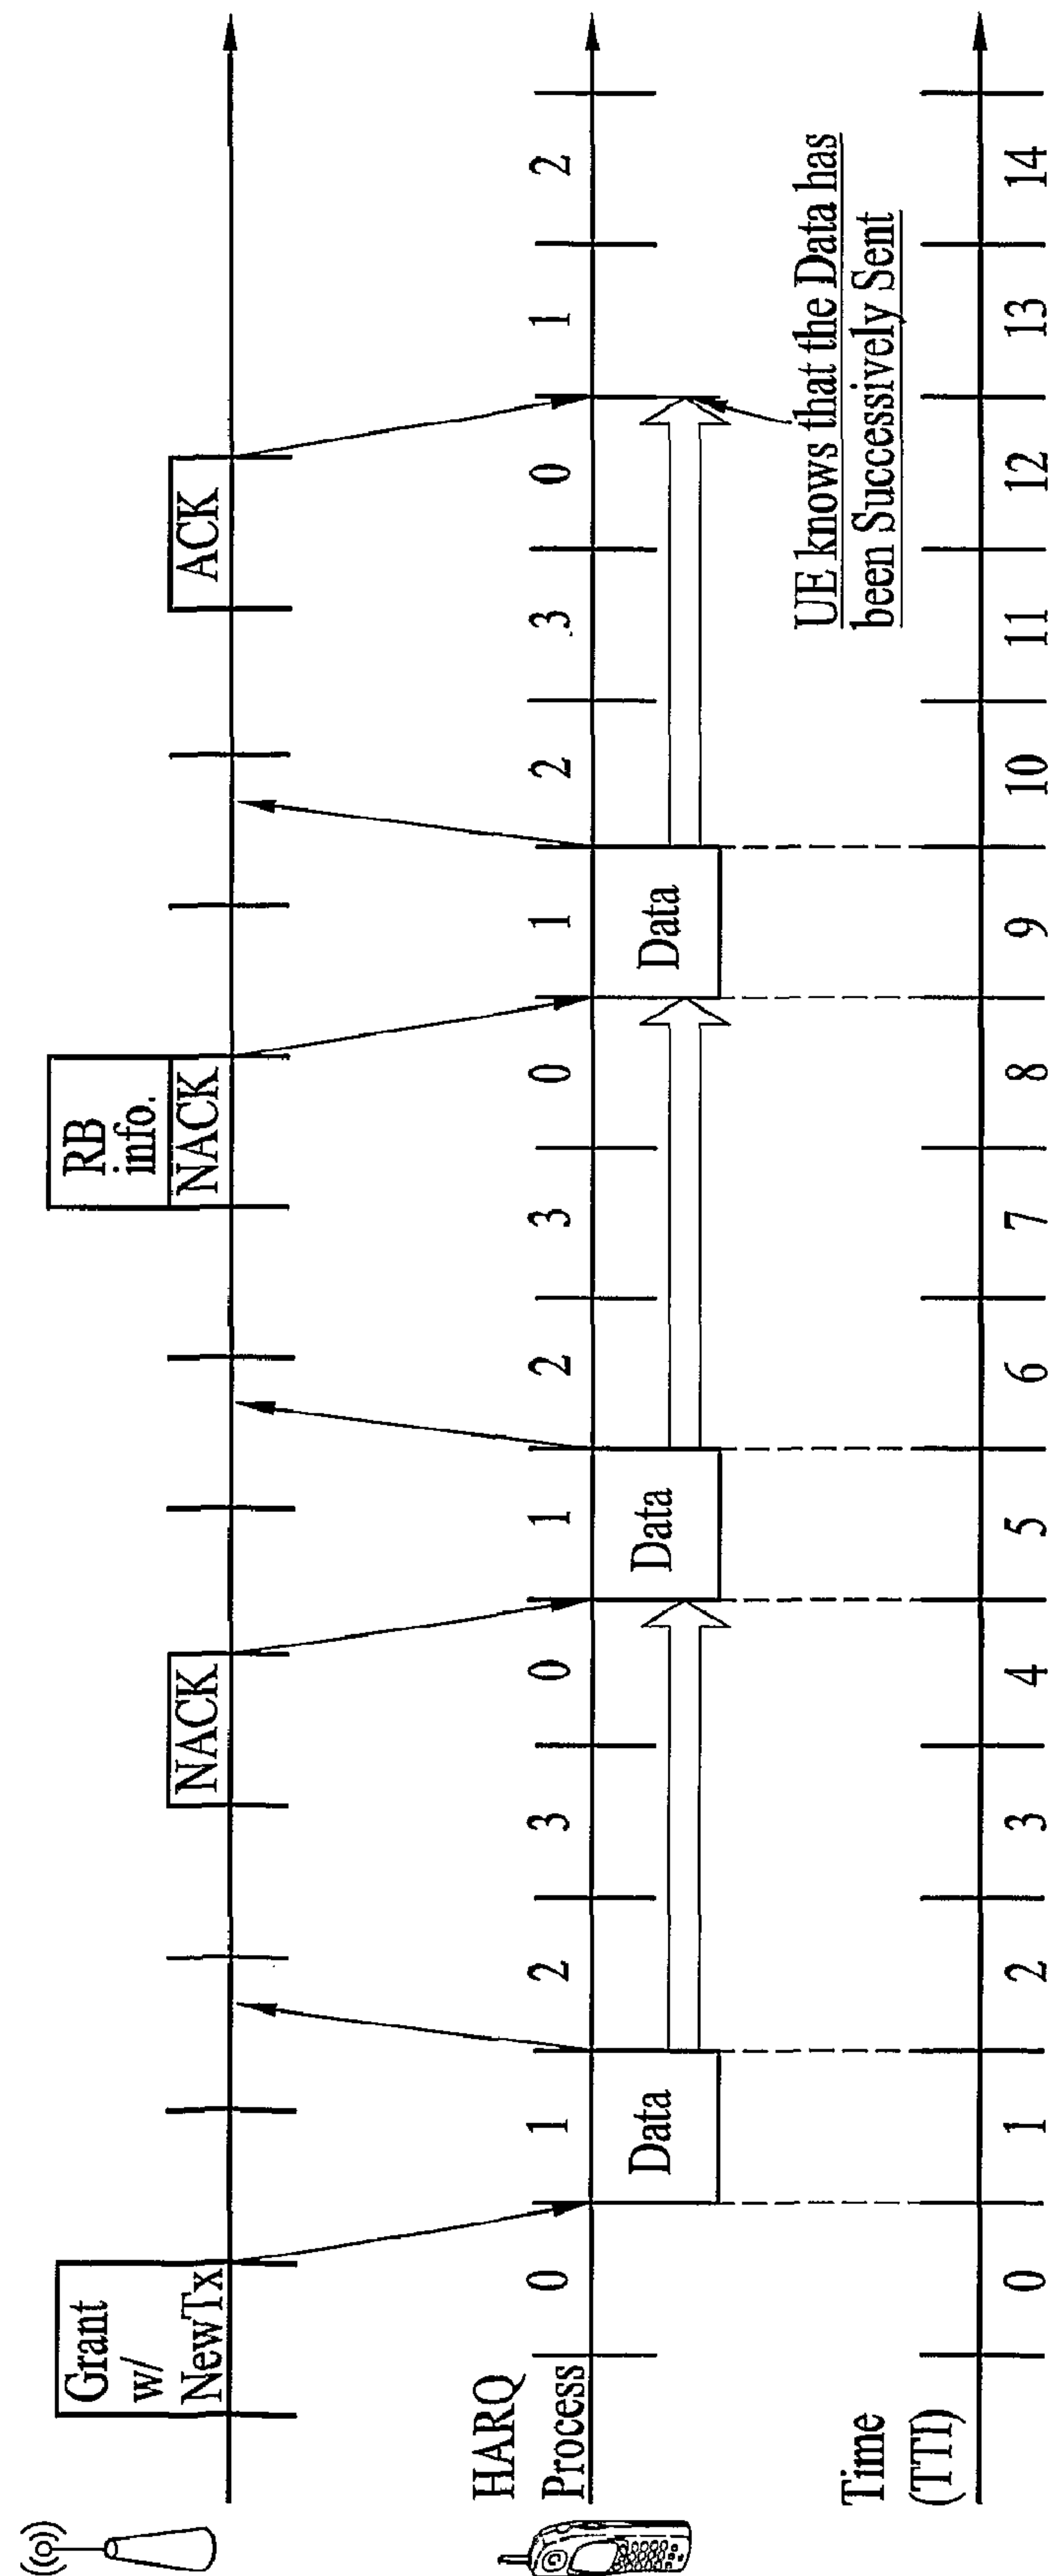 Grant
w/
NewTx
NACK
RB
info.
NACK
ACK
HARQ
Process
0 1 2 3 0 1 2 3 0 1 2 3 0 1 2
Data
Data
Data
UE knows that the Data has
been Successively Sent
Time
(TTI)
0 1 2 3 4 5 6 7 8 9 10 11 12 13 14